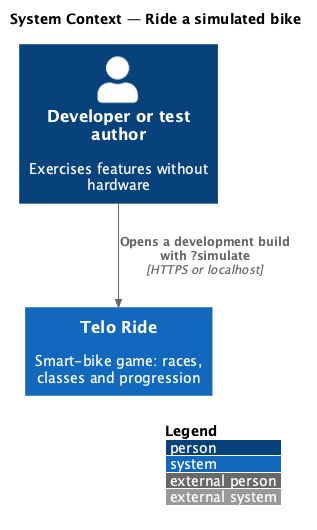 System Context — Ride a simulated bike
Developer or test
author
Exercises features without
hardware
Opens a development build
with ?simulate
[HTTPS or localhost]
Telo Ride
Smart-bike game: races,
classes and progression
Legend
person
system
external person
external system